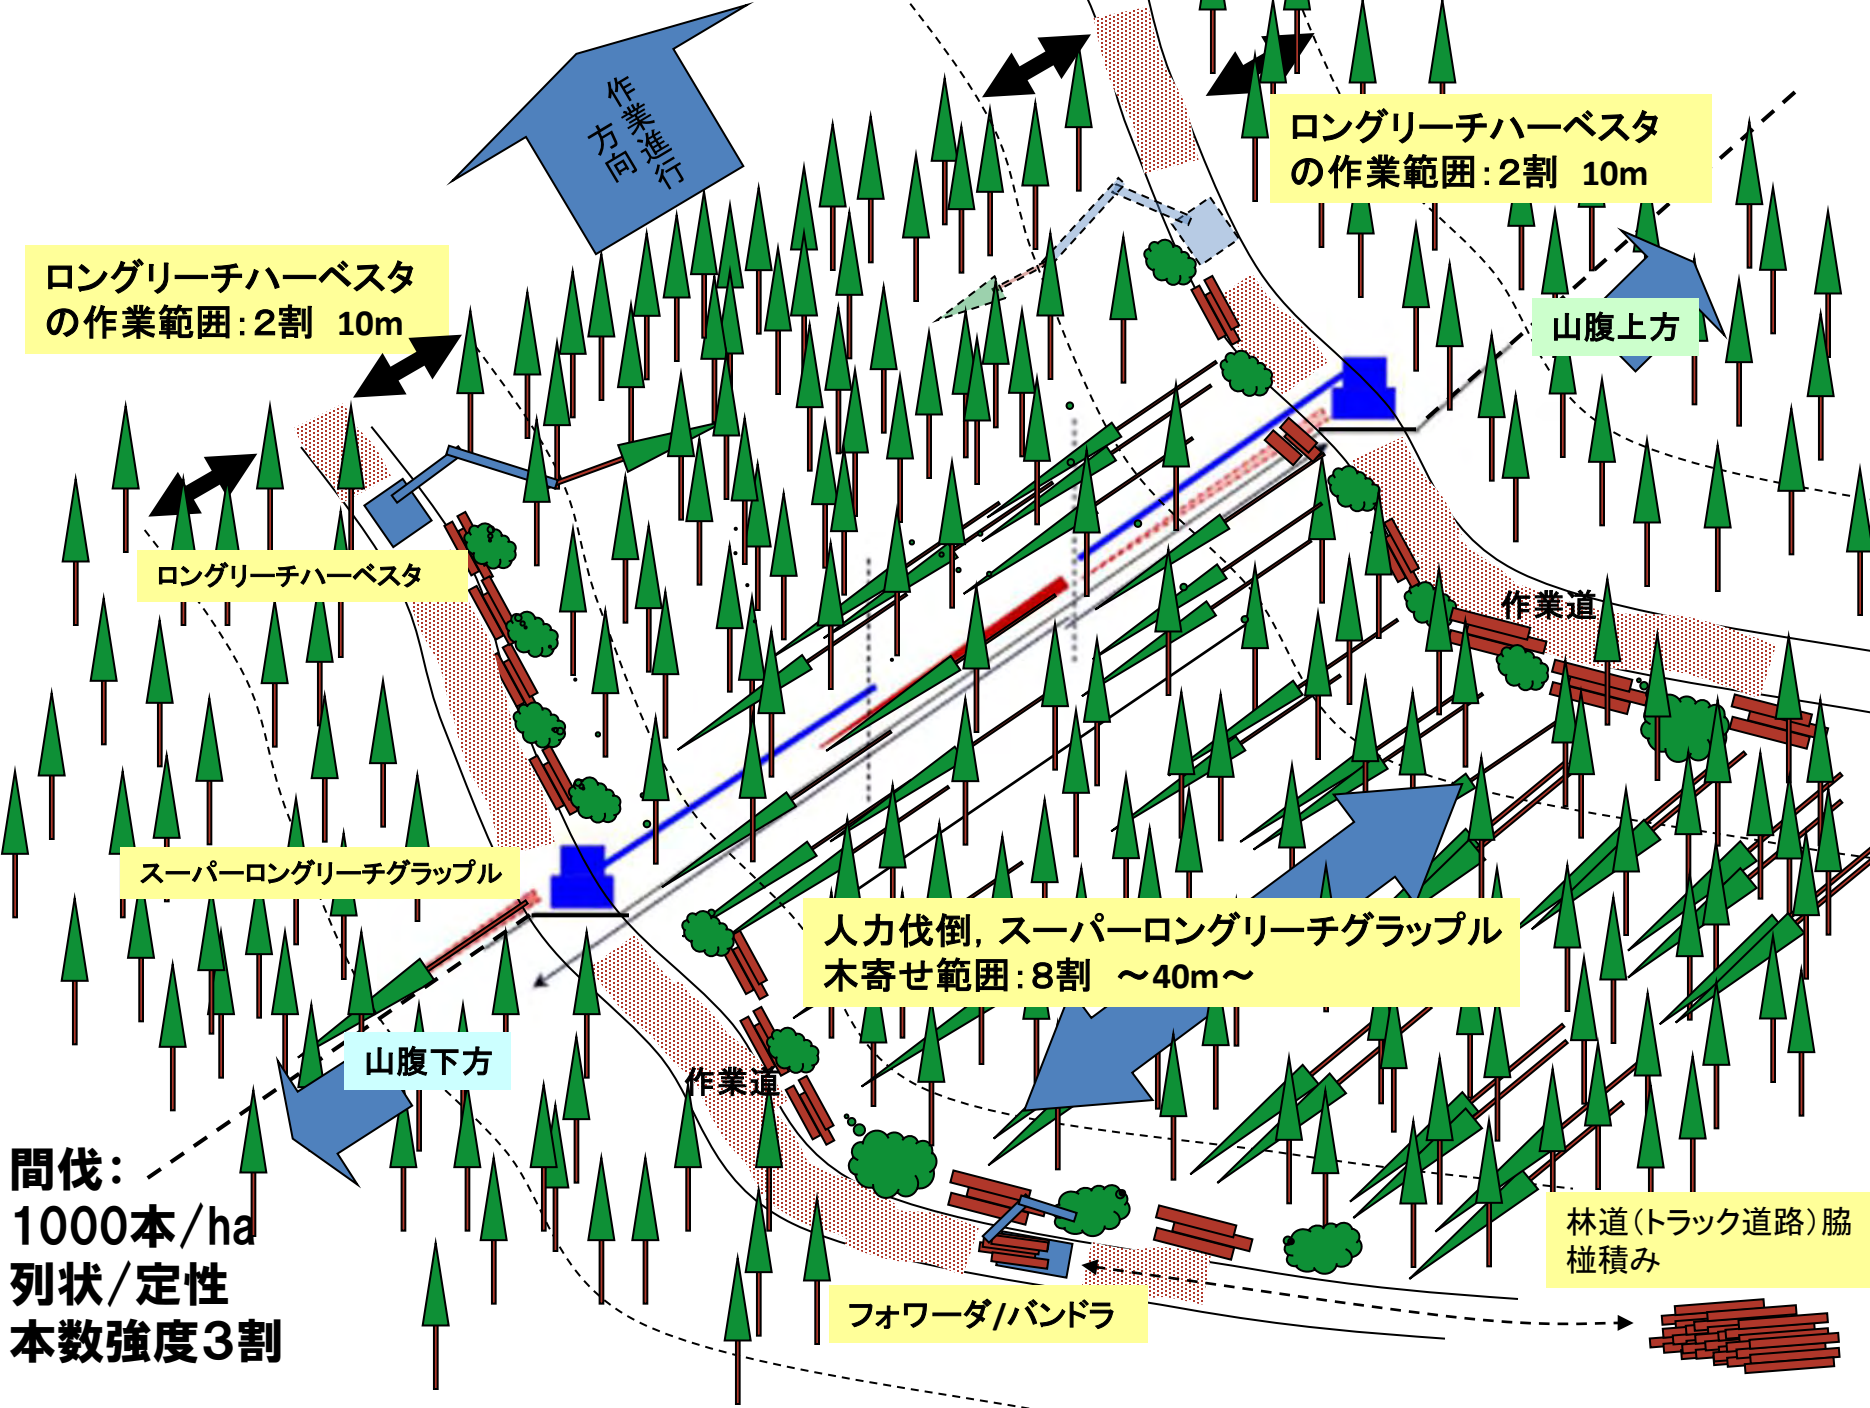 作業進行
方向
ロングリーチハーベスタ
の作業範囲：２割　10m
ロングリーチハーベスタ
の作業範囲：２割　10m
山腹上方
ロングリーチハーベスタ
作業道
スーパーロングリーチグラップル
人力伐倒，スーパーロングリーチグラップル
木寄せ範囲：８割　～40m～
山腹下方
作業道
間伐：
1000本/ha
列状/定性
本数強度３割
林道（トラック道路）脇
椪積み
フォワーダ/バンドラ